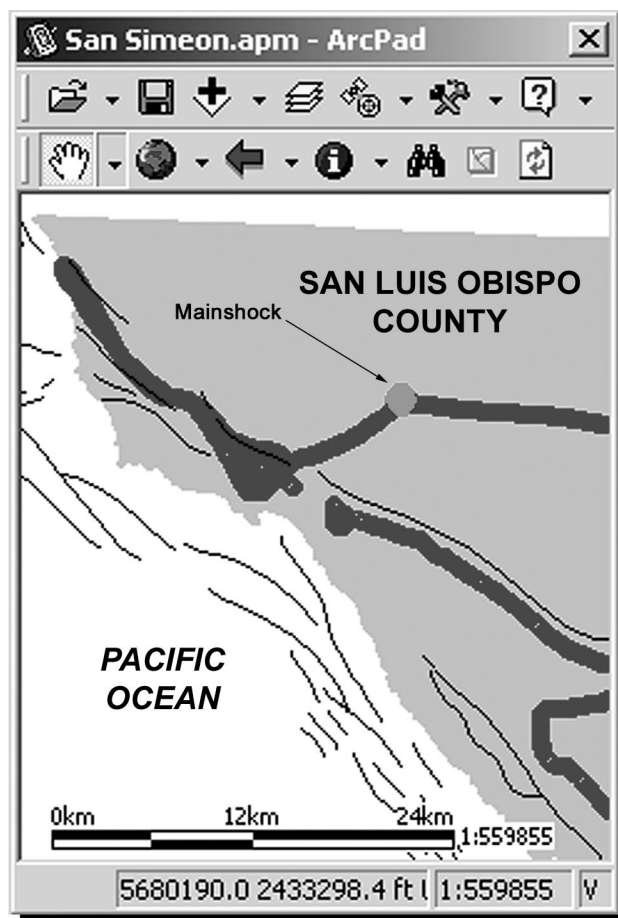 San Simeon.apm - ArcPad
SAN LUIS OBISPO
COUNTY
Mainshock
PACIFIC
OCEAN
0km 12km 24km
1:559855
5680190.0 2433298.4 ft 1:559855 V